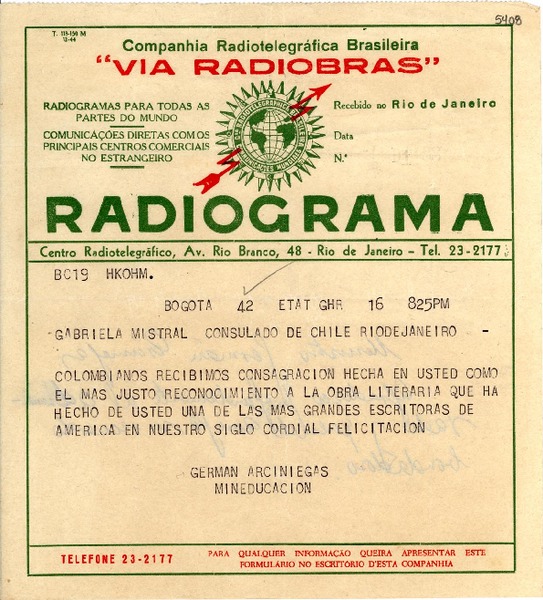 5408
T. 113-150 M
12-44
Companhia Radiotelegráfica Brasileira
"VIA RADIOBRAS"
RADIOGRAMAS PARA TODAS AS
PARTES DO MUNDO
COMUNICAÇÕES DIRETAS COM OS
PRINCIPAIS CENTROS COMERCIAIS
NO ESTRANGEIRO
Recebido no Rio de Janeiro
Data
N.º
RADIOGRAMA
Centro Radiotelegráfico, Av. Rio Branco, 48 - Rio de Janeiro - Tel. 23-2177
BC19 HKOHM.
BOGOTA 42 ETAT GHR 16 825PM
GABRIELA MISTRAL CONSULADO DE CHILE RIODEJANEIRO -
COLOMBIANOS RECIBIMOS CONSAGRACION HECHA EN USTED COMO
EL MAS JUSTO RECONOCIMIENTO A LA OBRA LITERARIA QUE HA
HECHO DE USTED UNA DE LAS MAS GRANDES ESCRITORAS DE
AMERICA EN NUESTRO SIGLO CORDIAL FELICITACION
GERMAN ARCINIEGAS
MINEDUCACION
TELEFONE 23-2177
PARA QUALQUER INFORMAÇÃO QUEIRA APRESENTAR ESTE
FORMULÁRIO NO ESCRITÓRIO D'ESTA COMPANHIA